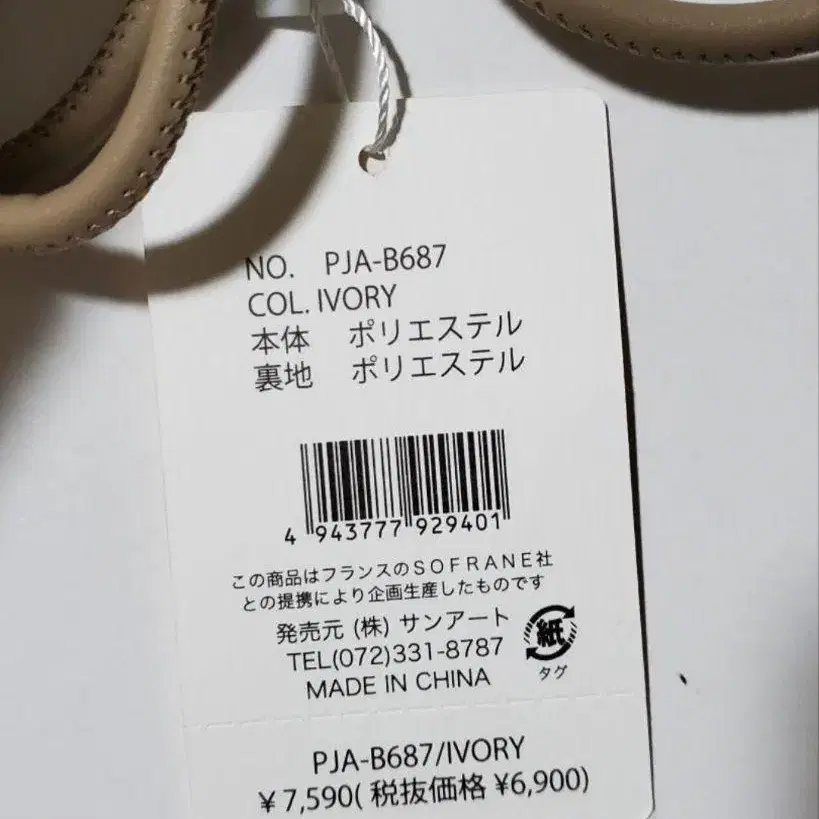 NO. PJA-B687
COL. IVORY
本体 ポリエステル
裏地 ポリエステル
4 943777 929401
この商品はフランスのSOFRANE社
との提携により企画生産したものです
発売元 (株) サンアート
TEL(072)331-8787
MADE IN CHINA
紙
タグ
PJA-B687/IVORY
¥7,590( 税抜価格 ¥6,900)